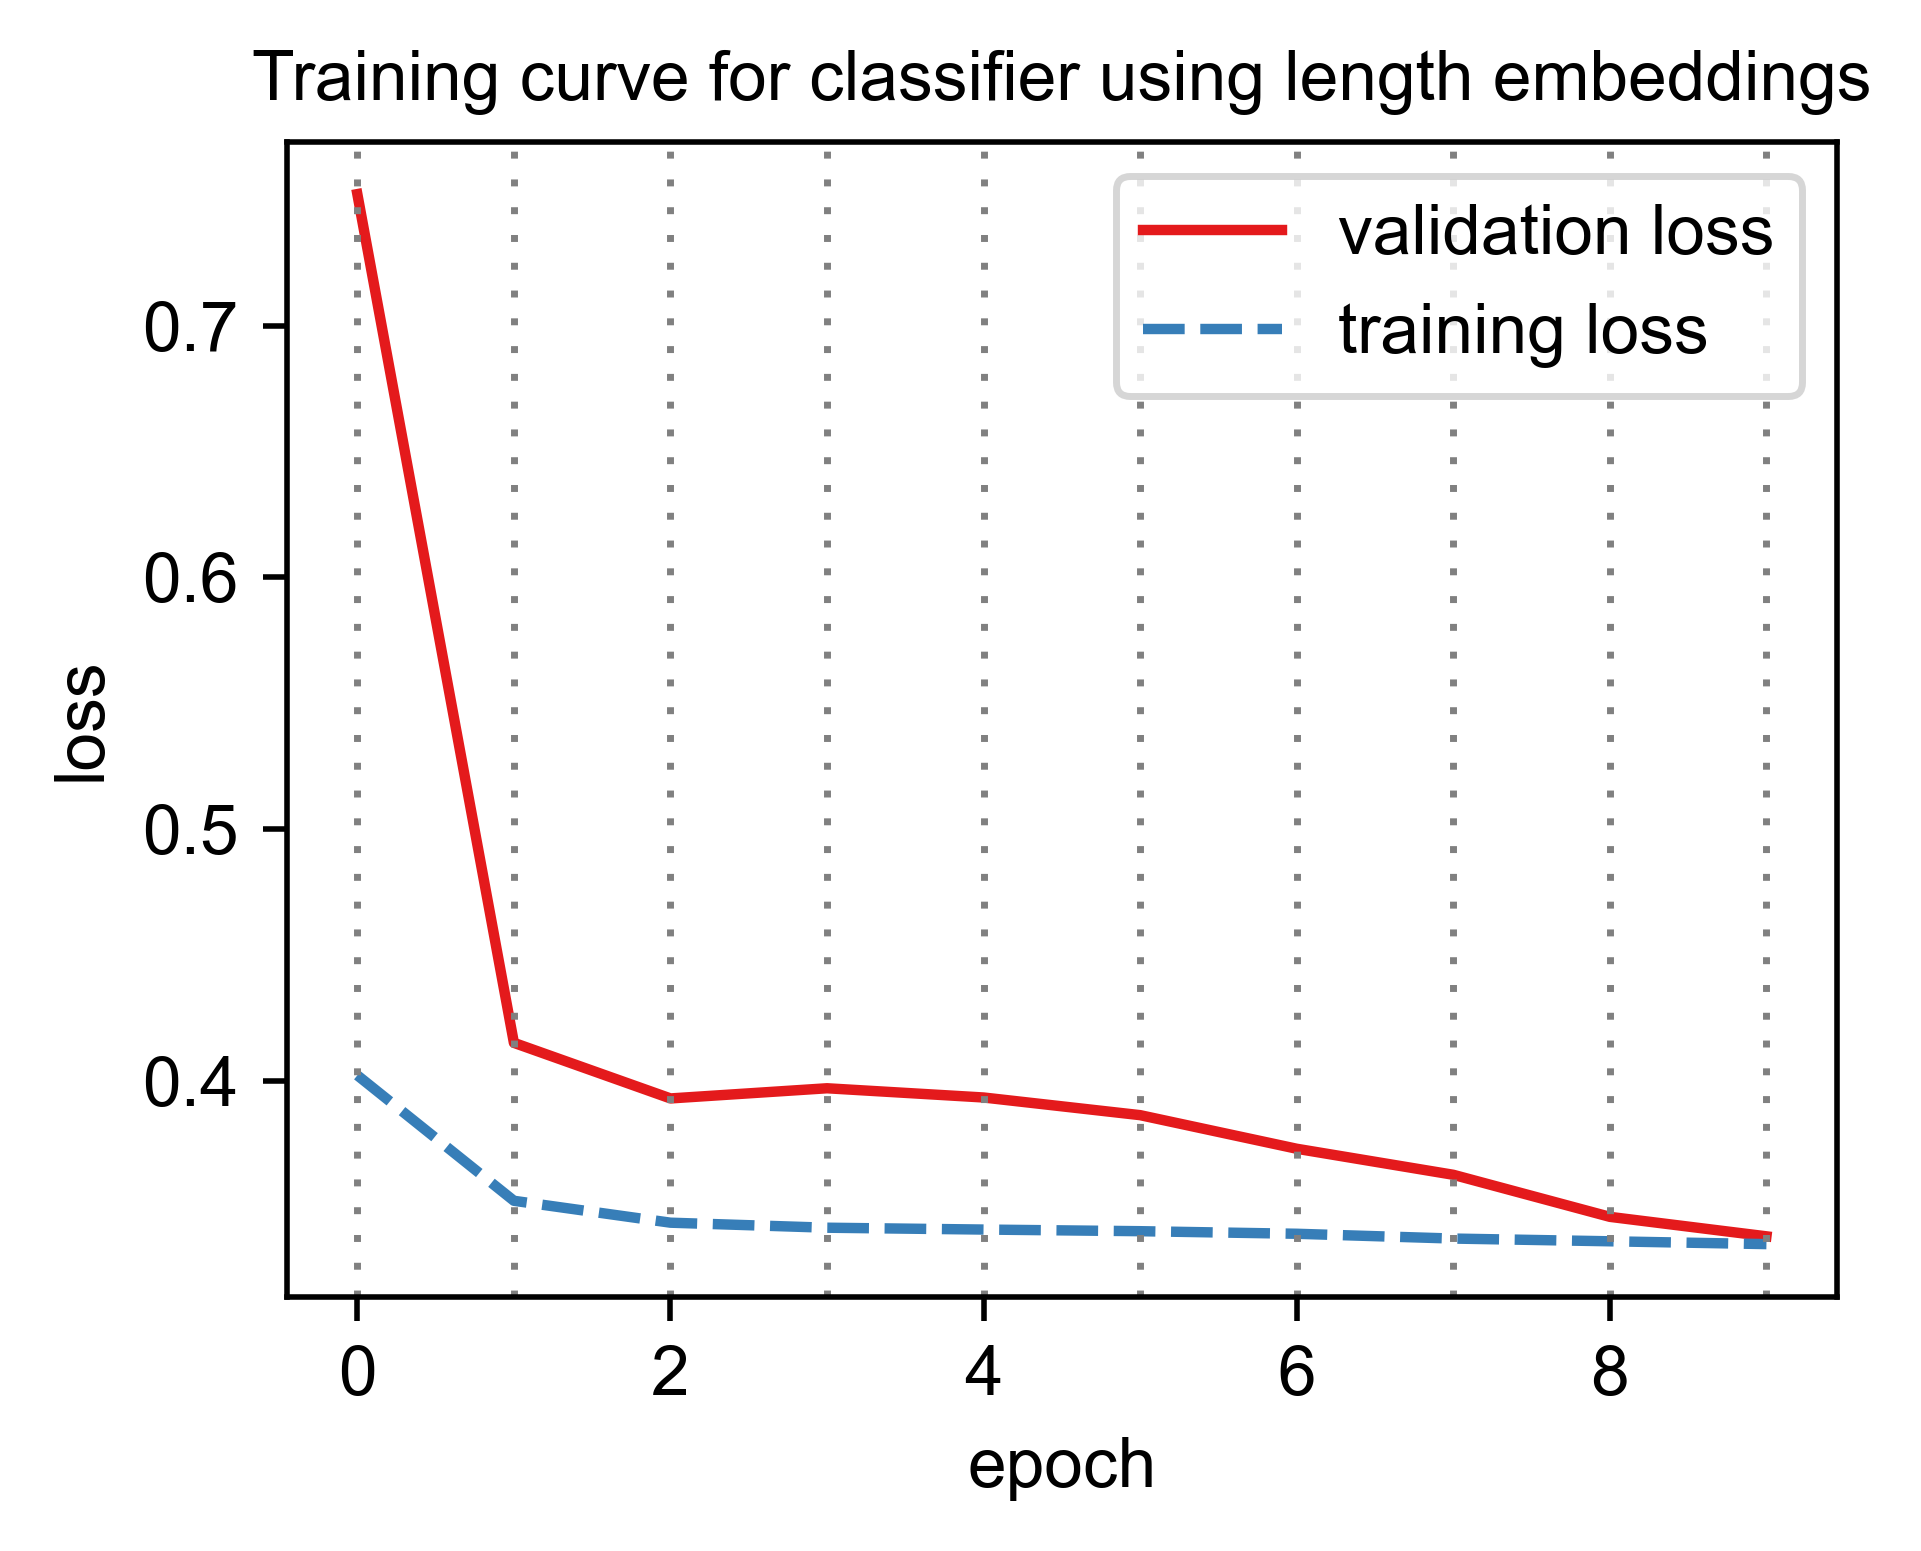 Training curve for classifier using length embeddings
validation loss
training loss
0.7
0.6
0.5
0.4
loss
0 2 4 6 8
epoch